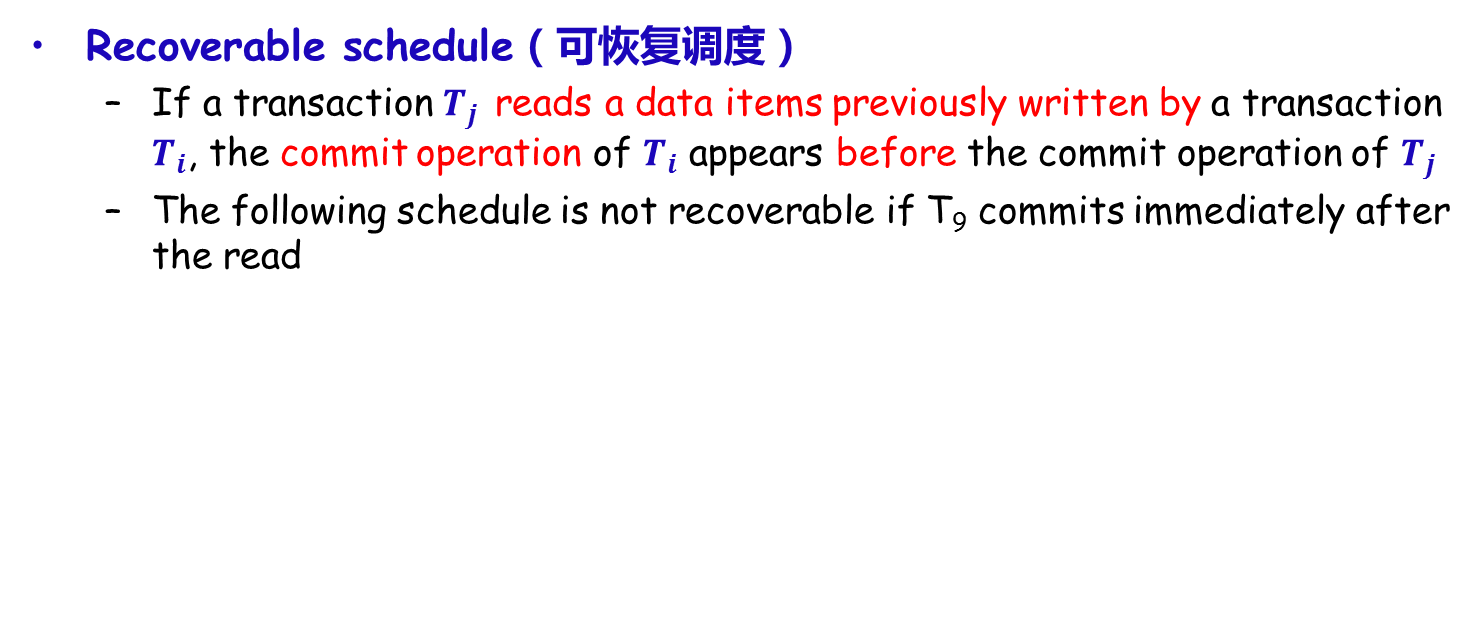 • Recoverable schedule（可恢复调度）
– If a transaction Tj reads a data items previously written by a transaction
Ti, the commit operation of Ti appears before the commit operation of Tj
– The following schedule is not recoverable if T9 commits immediately after
the read